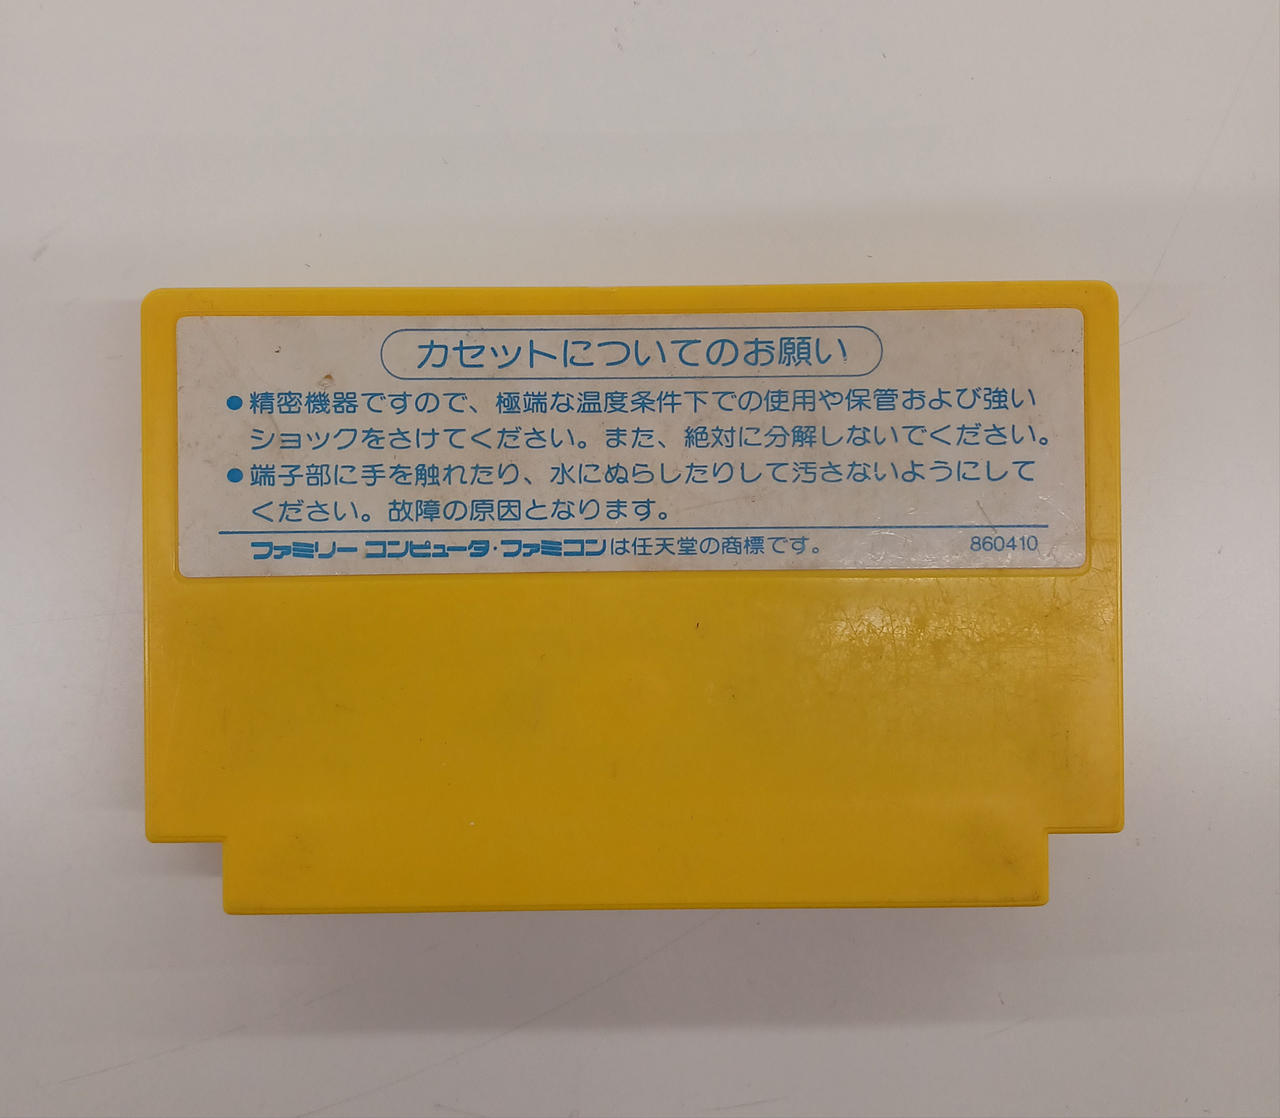 カセットについてのお願い
●精密機器ですので、極端な温度条件下での使用や保管および強い
ショックをさけてください。また、絶対に分解しないでください。
●端子部に手を触れたり、水にぬらしたりして汚さないようにして
ください。故障の原因となります。
ファミリー コンピュータ・ファミコンは任天堂の商標です。 860410